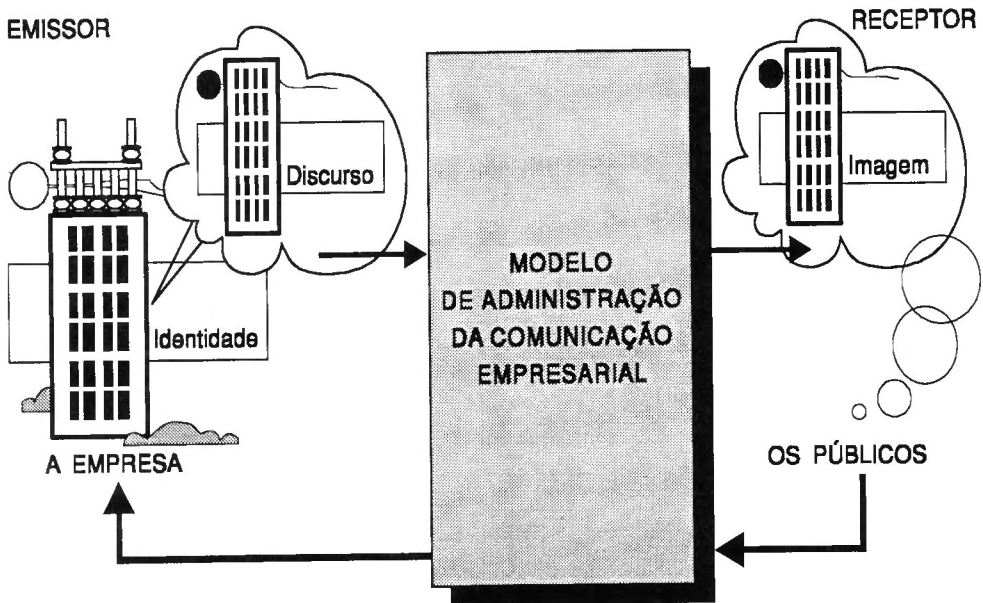 EMISSOR
RECEPTOR
Discurso
Imagem
MODELO
DE ADMINISTRAÇÃO
DA COMUNICAÇÃO
EMPRESARIAL
Identidade
A EMPRESA
OS PÚBLICOS